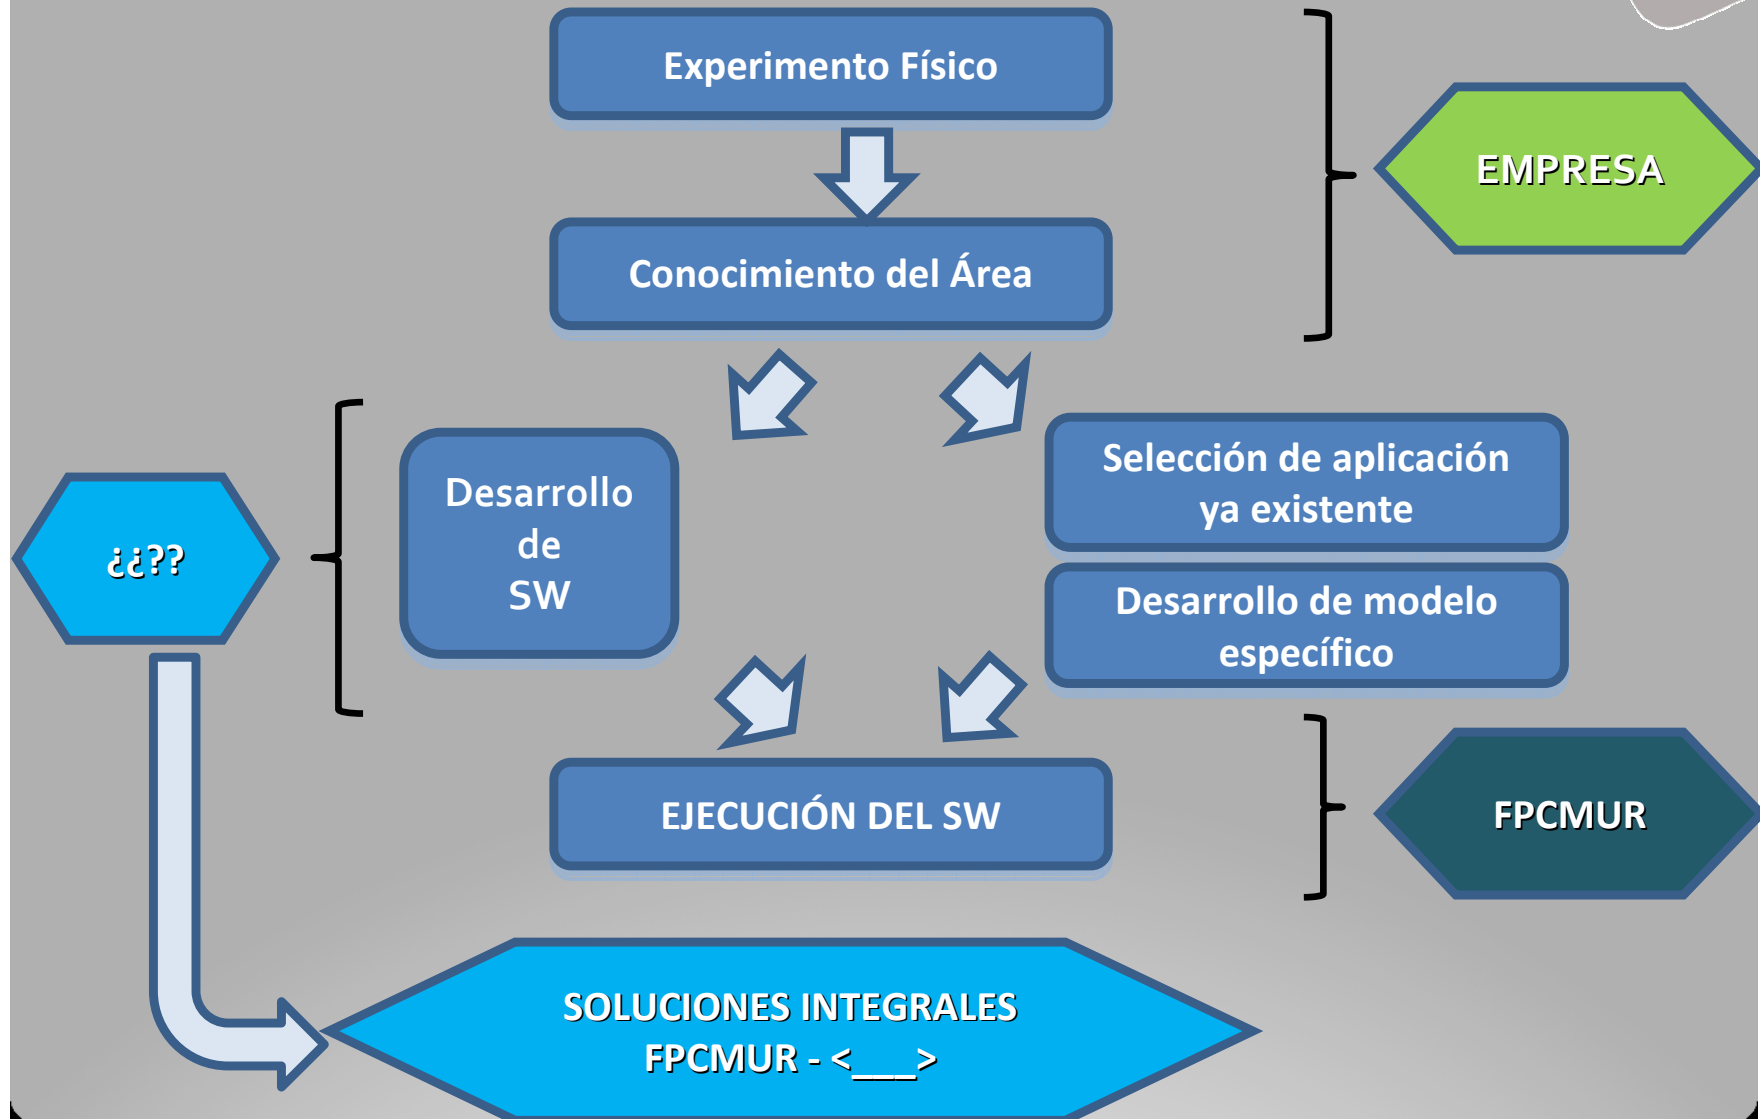 Experimento Físico
EMPRESA
Conocimiento del Área
Desarrollo
de
SW
Selección de aplicación
ya existente
¿¿??
Desarrollo de modelo
específico
EJECUCIÓN DEL SW
FPCMUR
SOLUCIONES INTEGRALES
FPCMUR - <___>